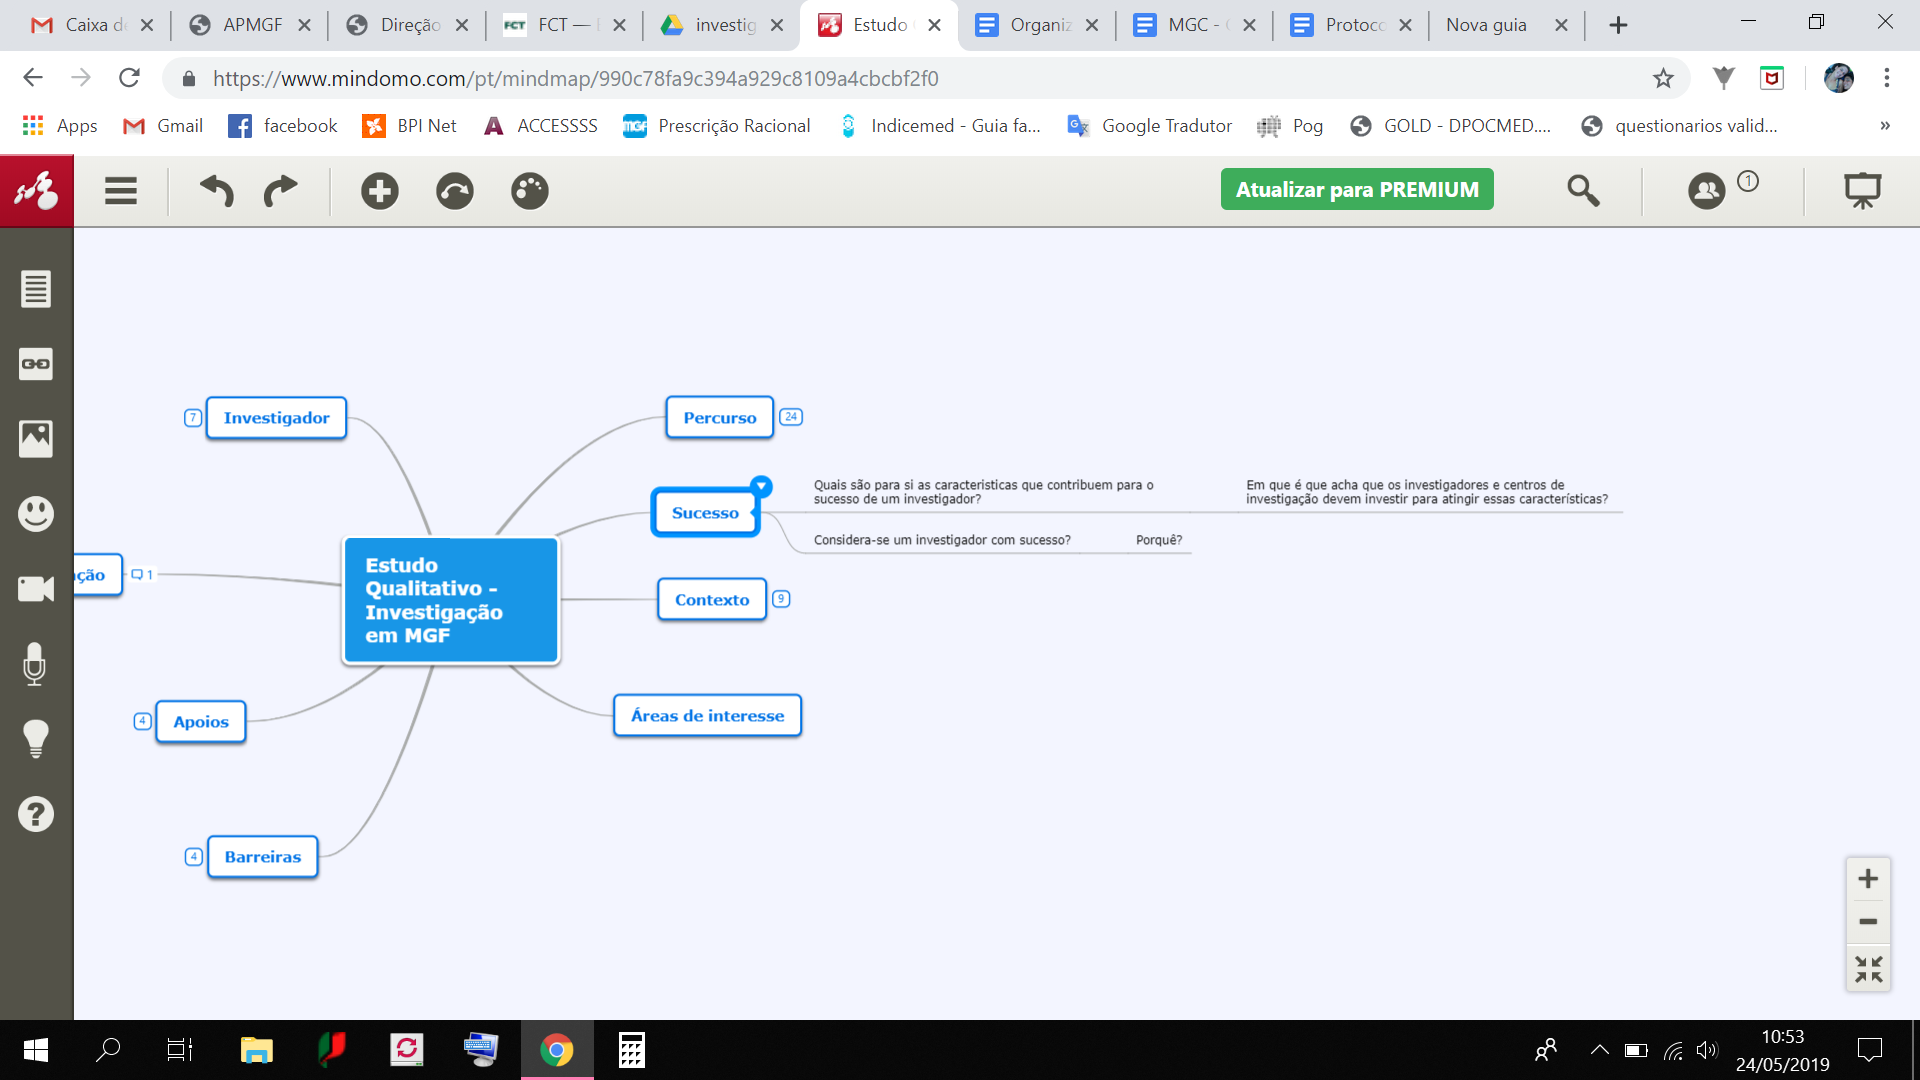 Caixa de APMGF Direção FCT — investig Estudo Organiz MGC - Protoco Nova guia
https://www.mindomo.com/pt/mindmap/990c78fa9c394a929c8109a4cbcbf2f0
Apps Gmail facebook BPI Net ACCESSSS Prescrição Racional Indicemed - Guia fa... Google Tradutor Pog GOLD - DPOCMED.... questionarios valid... »
Atualizar para PREMIUM 1
7 Investigador
Percurso 24
Sucesso
Quais são para si as caracteristicas que contribuem para o
sucesso de um investigador?
Em que é que acha que os investigadores e centros de
investigação devem investir para atingir essas características?
Considera-se um investigador com sucesso? Porquê?
ção 1
Estudo
Qualitativo -
Investigação
em MGF
Contexto 9
4 Apoios
Áreas de interesse
4 Barreiras
10:53
24/05/2019